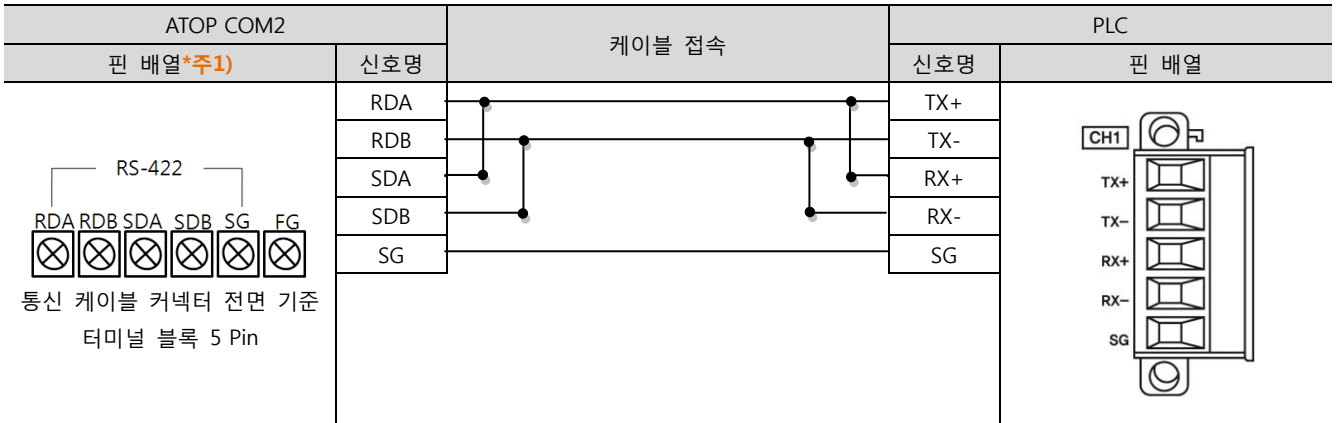 ATOP COM2 케이블 접속 PLC
핀 배열*주1) 신호명 신호명 핀 배열
RDA TX+
RDB TX-
SDA RX+
SDB RX-
SG SG
RS-422
RDA RDB SDA SDB SG FG
통신 케이블 커넥터 전면 기준
터미널 블록 5 Pin
CH1
TX+
TX-
RX+
RX-
SG